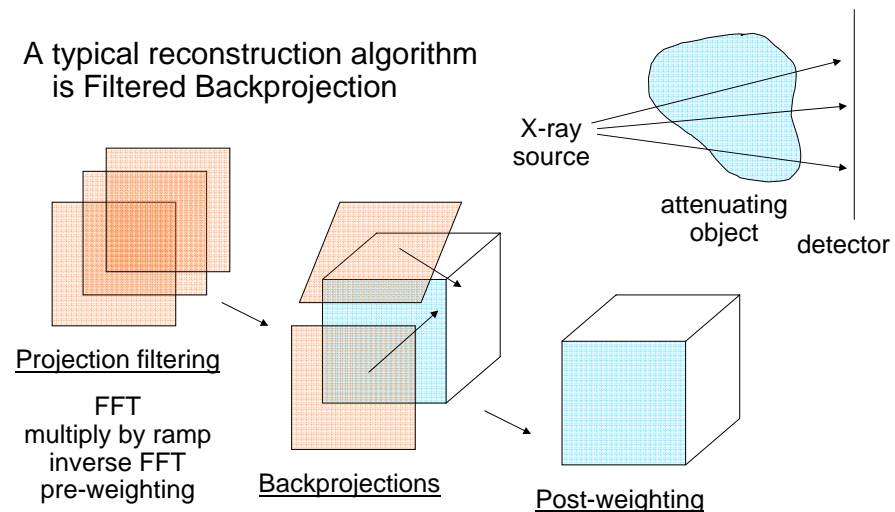 A typical reconstruction algorithm
is Filtered Backprojection
X-ray
source
attenuating
object
detector
Projection filtering
FFT
multiply by ramp
inverse FFT
pre-weighting
Backprojections
Post-weighting